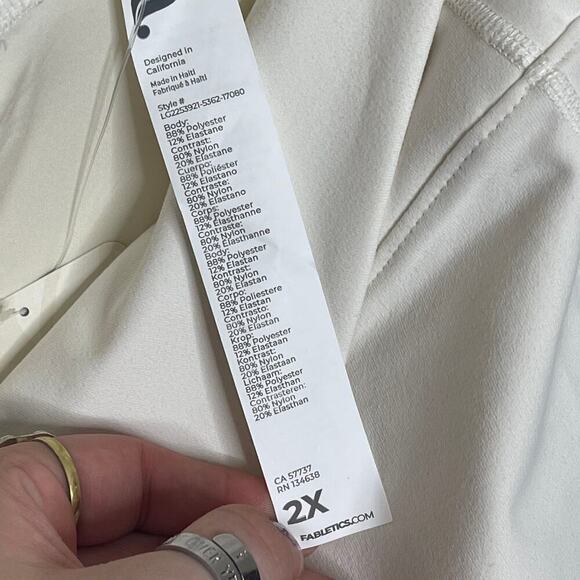 Designed in
California
Made in Haiti
Fabriqué à Haïti
Style #
LG2253921-5362-17080
Body:
88% Polyester
12% Elastane
Contrast:
80% Nylon
20% Elastane
Cuerpo:
88% Poliéster
12% Elastano
Contraste:
80% Nylon
20% Elastano
Corps:
88% Polyester
12% Élasthanne
Contraste:
80% Nylon
20% Élasthanne
Body:
88% Polyester
12% Elastan
Kontrast:
80% Nylon
20% Elastan
Corpo:
88% Poliestere
12% Elastan
Contrasto:
80% Nylon
20% Elastan
Krop:
88% Polyester
12% Elastaan
Kontrast:
80% Nylon
20% Elastaan
Lichaam:
88% Polyester
12% Elasthan
Contrasteren:
80% Nylon
20% Elasthan
CA 57737
RN 134638
2X
FABLETICS.COM